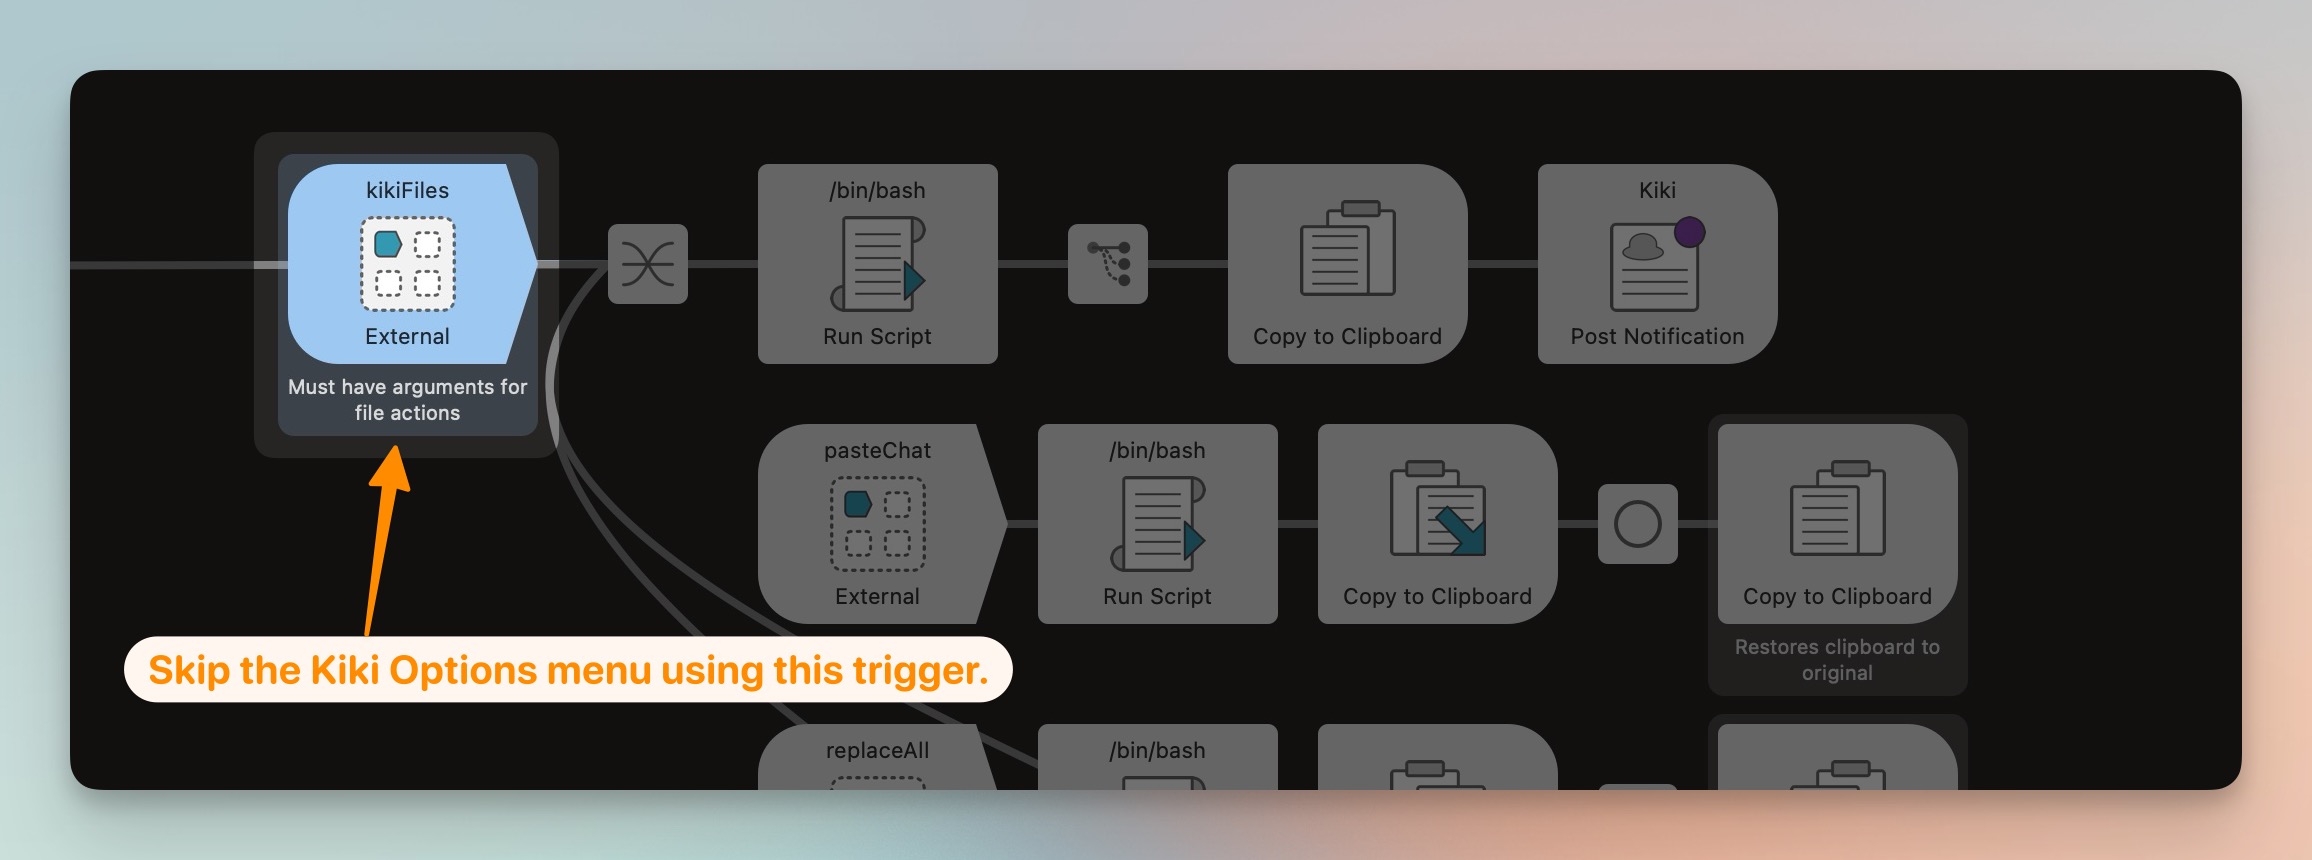 kikiFiles
External
Must have arguments for
file actions
/bin/bash
Run Script
Copy to Clipboard
Kiki
Post Notification
pasteChat
External
/bin/bash
Run Script
Copy to Clipboard
Copy to Clipboard
Restores clipboard to
original
Skip the Kiki Options menu using this trigger.
replaceAll
/bin/bash